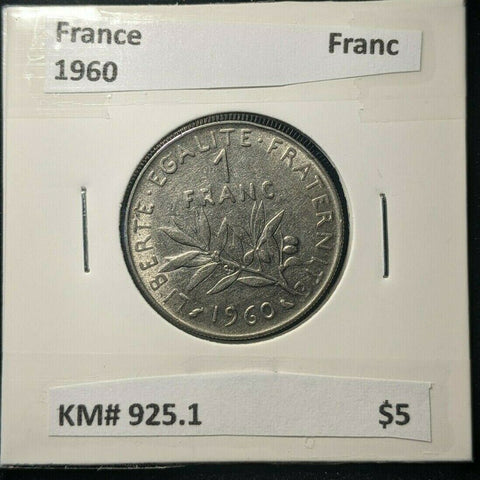 France Franc
1960
LIBERTE · EGALITE · FRATERNITE
1
FRANC
1960
KM# 925.1 $5